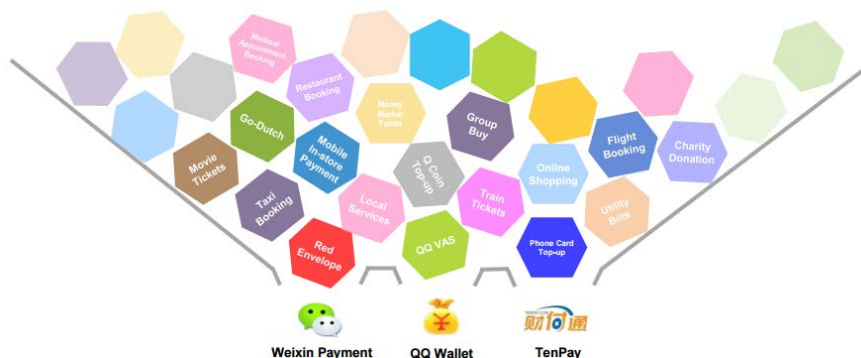 Medical
Appointment
Booking
Restaurant
Booking
Money
Market
Funds
Group
Buy
Go-Dutch
Mobile
In-store
Payment
Flight
Booking
Charity
Donation
Movie
Tickets
Q Coin
Top-up
Online
Shopping
Taxi
Booking
Local
Services
Train
Tickets
Utility
Bills
Red
Envelope
QQ VAS
Phone Card
Top-up
财付通
Weixin Payment
QQ Wallet
TenPay